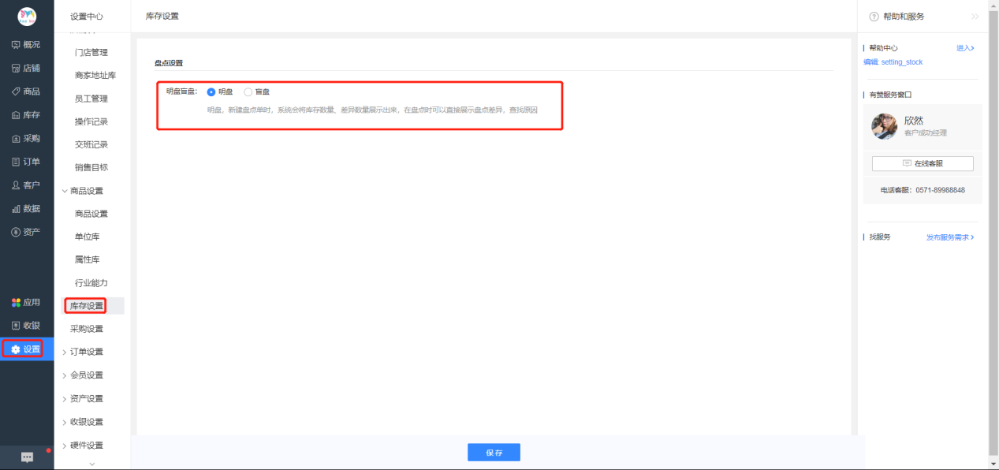 概况
店铺
商品
库存
采购
订单
客户
数据
资产
应用
收银
设置
设置中心
门店管理
商家地址库
员工管理
操作记录
交班记录
销售目标
商品设置
商品设置
单位库
属性库
行业能力
库存设置
采购设置
订单设置
会员设置
资产设置
收银设置
硬件设置
库存设置
盘点设置
明盘盲盘： 明盘 盲盘
明盘，新建盘点单时，系统会将库存数量、差异数量展示出来，在盘点时可以直接展示盘点差异，查找原因
保存
帮助和服务
帮助中心 进入
编辑: setting_stock
有赞服务窗口
欣然
客户成功经理
在线客服
电话客服：0571-89988848
找服务 发布服务需求